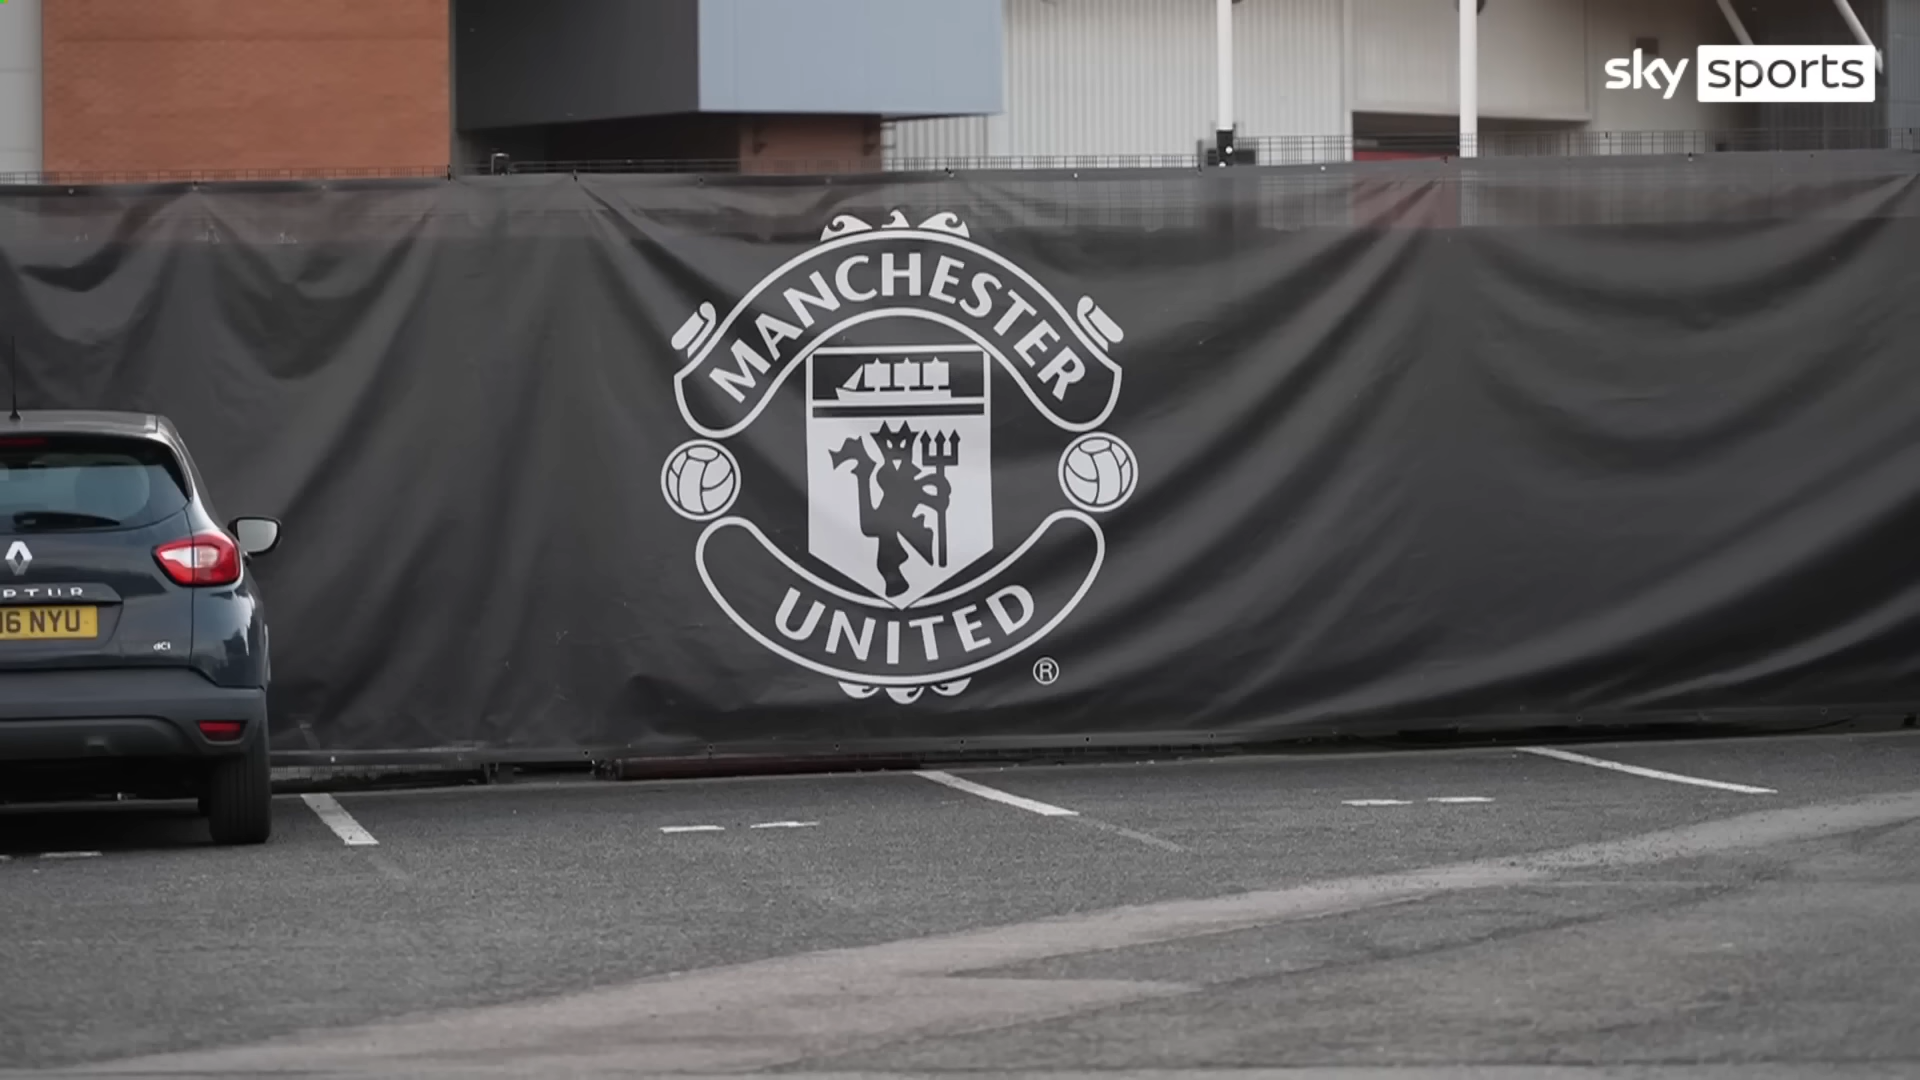 sky sports
MANCHESTER
UNITED
®
PTUR
16 NYU
dCi